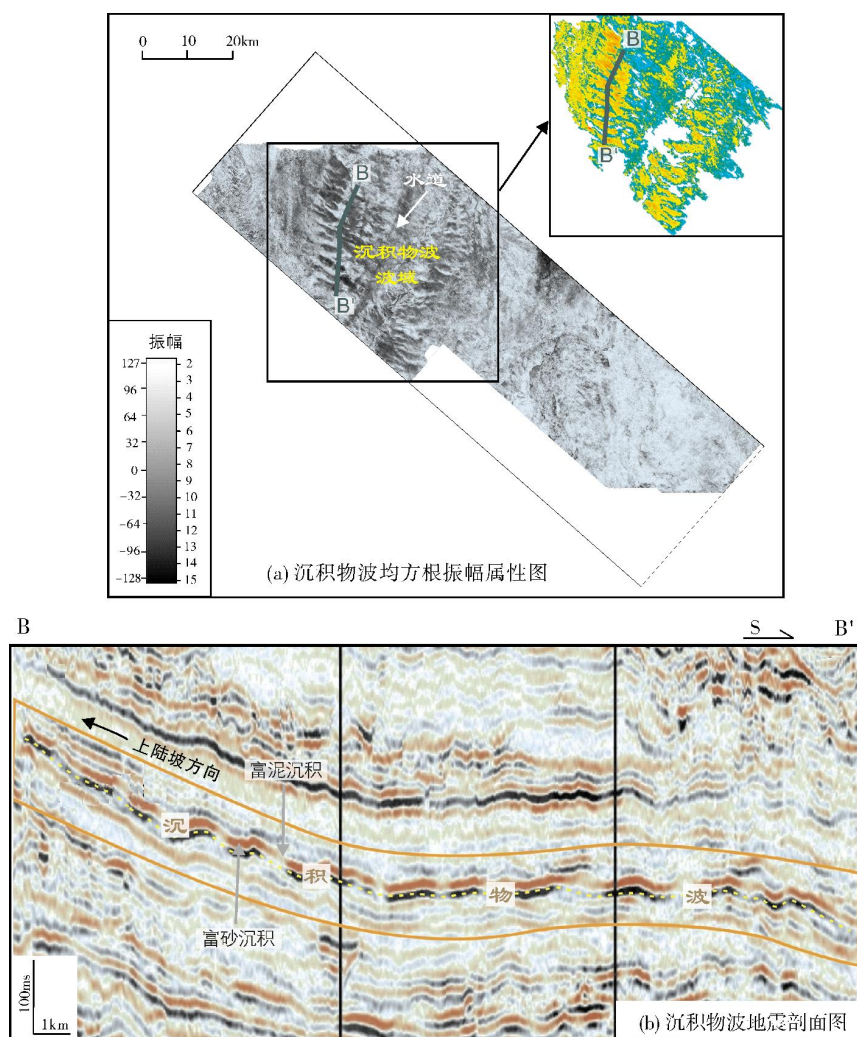 0 10 20km
B
B'
B
水道
沉积物波
波域
B'
振幅
127
96
64
32
0
-32
-64
-96
-128
2
3
4
5
6
7
8
9
10
11
12
13
14
15
(a) 沉积物波均方根振幅属性图
B
S
B'
上陆坡方向
富泥沉积
沉
积
物
波
富砂沉积
100ms
1km
(b) 沉积物波地震剖面图